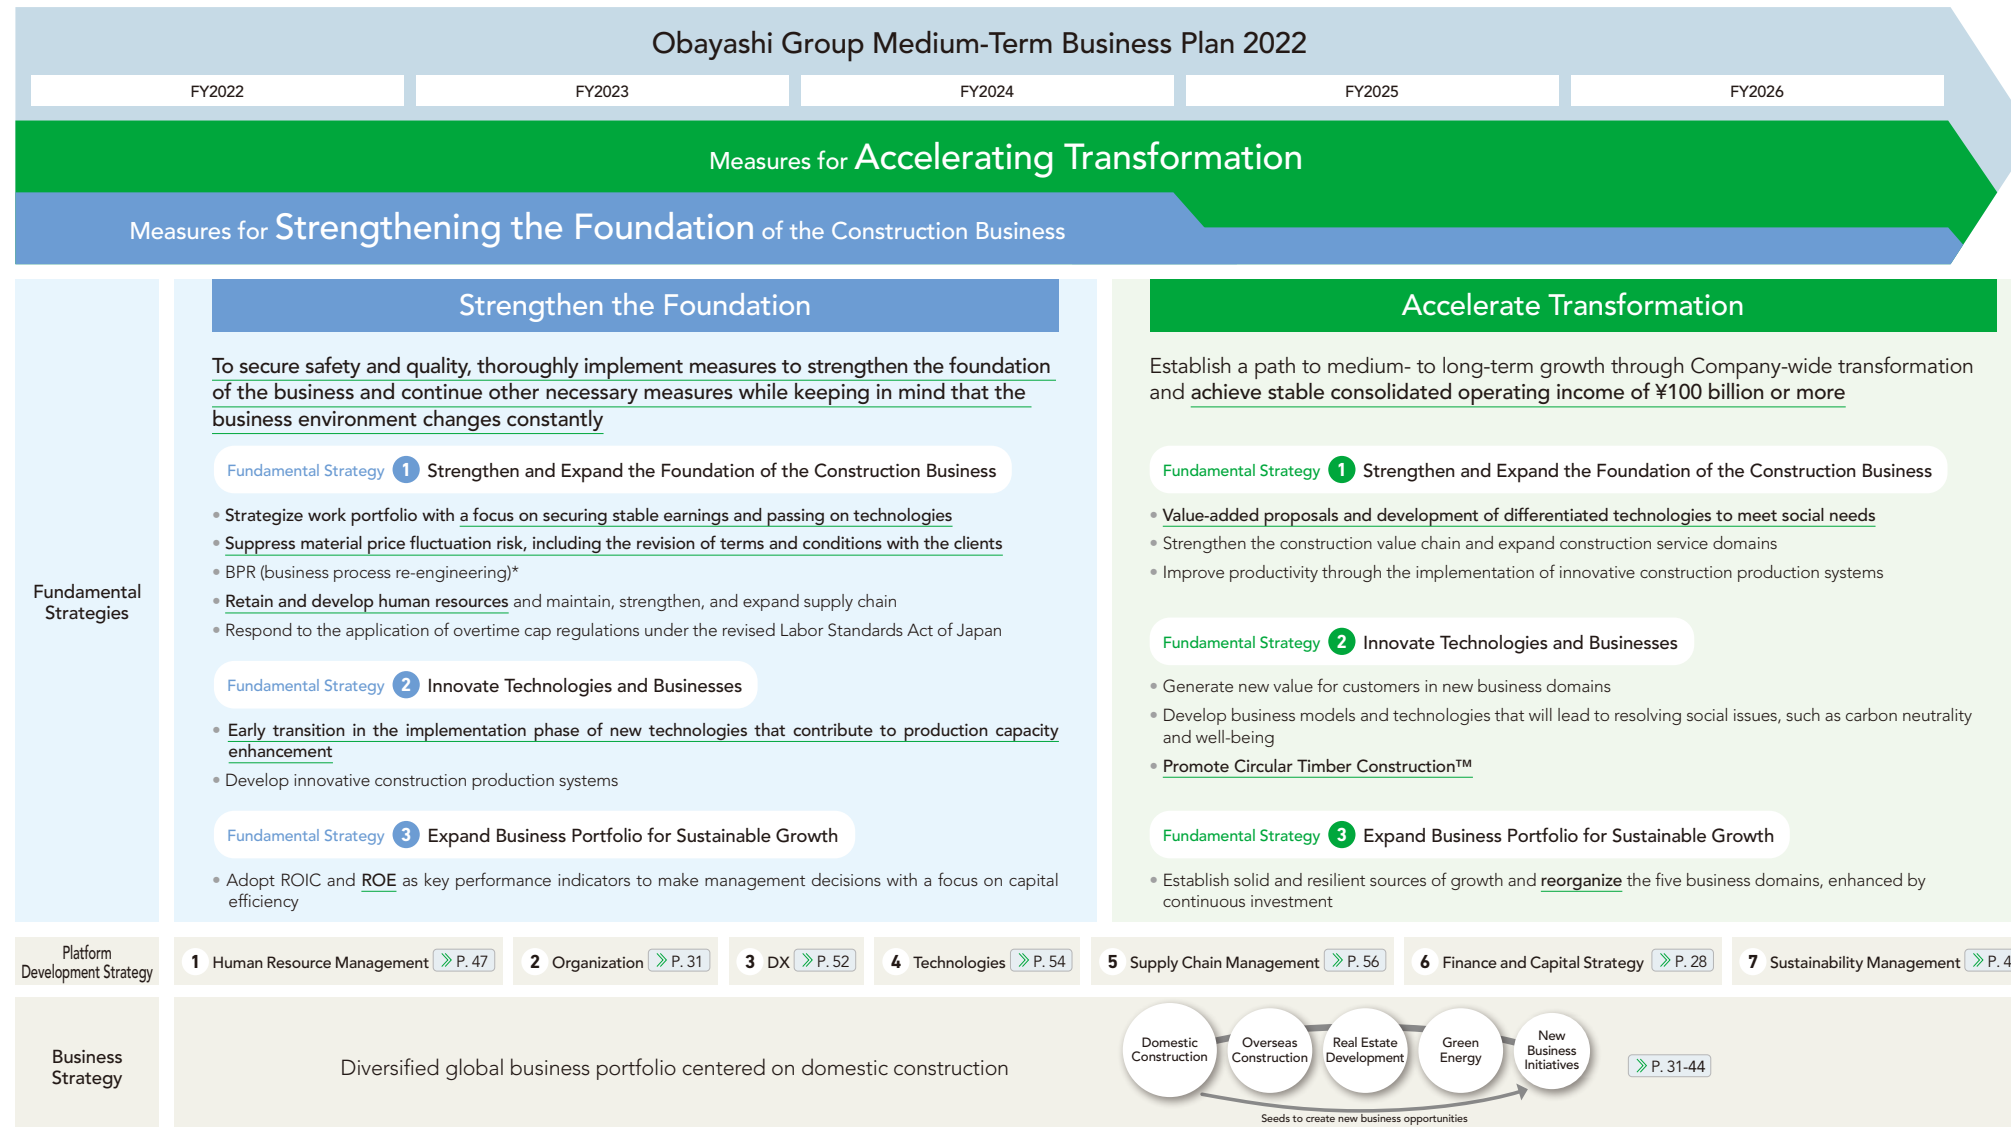 Obayashi Group Medium-Term Business Plan 2022
FY2022
FY2023
FY2024
FY2025
FY2026
Measures for Accelerating Transformation
Measures for Strengthening the Foundation of the Construction Business
Fundamental
Strategies
Strengthen the Foundation
To secure safety and quality, thoroughly implement measures to strengthen the foundation
of the business and continue other necessary measures while keeping in mind that the
business environment changes constantly
Fundamental Strategy 1 Strengthen and Expand the Foundation of the Construction Business
• Strategize work portfolio with a focus on securing stable earnings and passing on technologies
• Suppress material price fluctuation risk, including the revision of terms and conditions with the clients
• BPR (business process re-engineering)*
• Retain and develop human resources and maintain, strengthen, and expand supply chain
• Respond to the application of overtime cap regulations under the revised Labor Standards Act of Japan
Fundamental Strategy 2 Innovate Technologies and Businesses
• Early transition in the implementation phase of new technologies that contribute to production capacity
enhancement
• Develop innovative construction production systems
Fundamental Strategy 3 Expand Business Portfolio for Sustainable Growth
• Adopt ROIC and ROE as key performance indicators to make management decisions with a focus on capital
efficiency
Accelerate Transformation
Establish a path to medium- to long-term growth through Company-wide transformation
and achieve stable consolidated operating income of ¥100 billion or more
Fundamental Strategy 1 Strengthen and Expand the Foundation of the Construction Business
• Value-added proposals and development of differentiated technologies to meet social needs
• Strengthen the construction value chain and expand construction service domains
• Improve productivity through the implementation of innovative construction production systems
Fundamental Strategy 2 Innovate Technologies and Businesses
• Generate new value for customers in new business domains
• Develop business models and technologies that will lead to resolving social issues, such as carbon neutrality
and well-being
• Promote Circular Timber Construction™
Fundamental Strategy 3 Expand Business Portfolio for Sustainable Growth
• Establish solid and resilient sources of growth and reorganize the five business domains, enhanced by
continuous investment
Platform
Development Strategy
1 Human Resource Management P. 47
2 Organization P. 31
3 DX P. 52
4 Technologies P. 54
5 Supply Chain Management P. 56
6 Finance and Capital Strategy P. 28
7 Sustainability Management P. 4
Business
Strategy
Diversified global business portfolio centered on domestic construction
Domestic
Construction
Overseas
Construction
Real Estate
Development
Green
Energy
New
Business
Initiatives
Seeds to create new business opportunities
P. 31-44